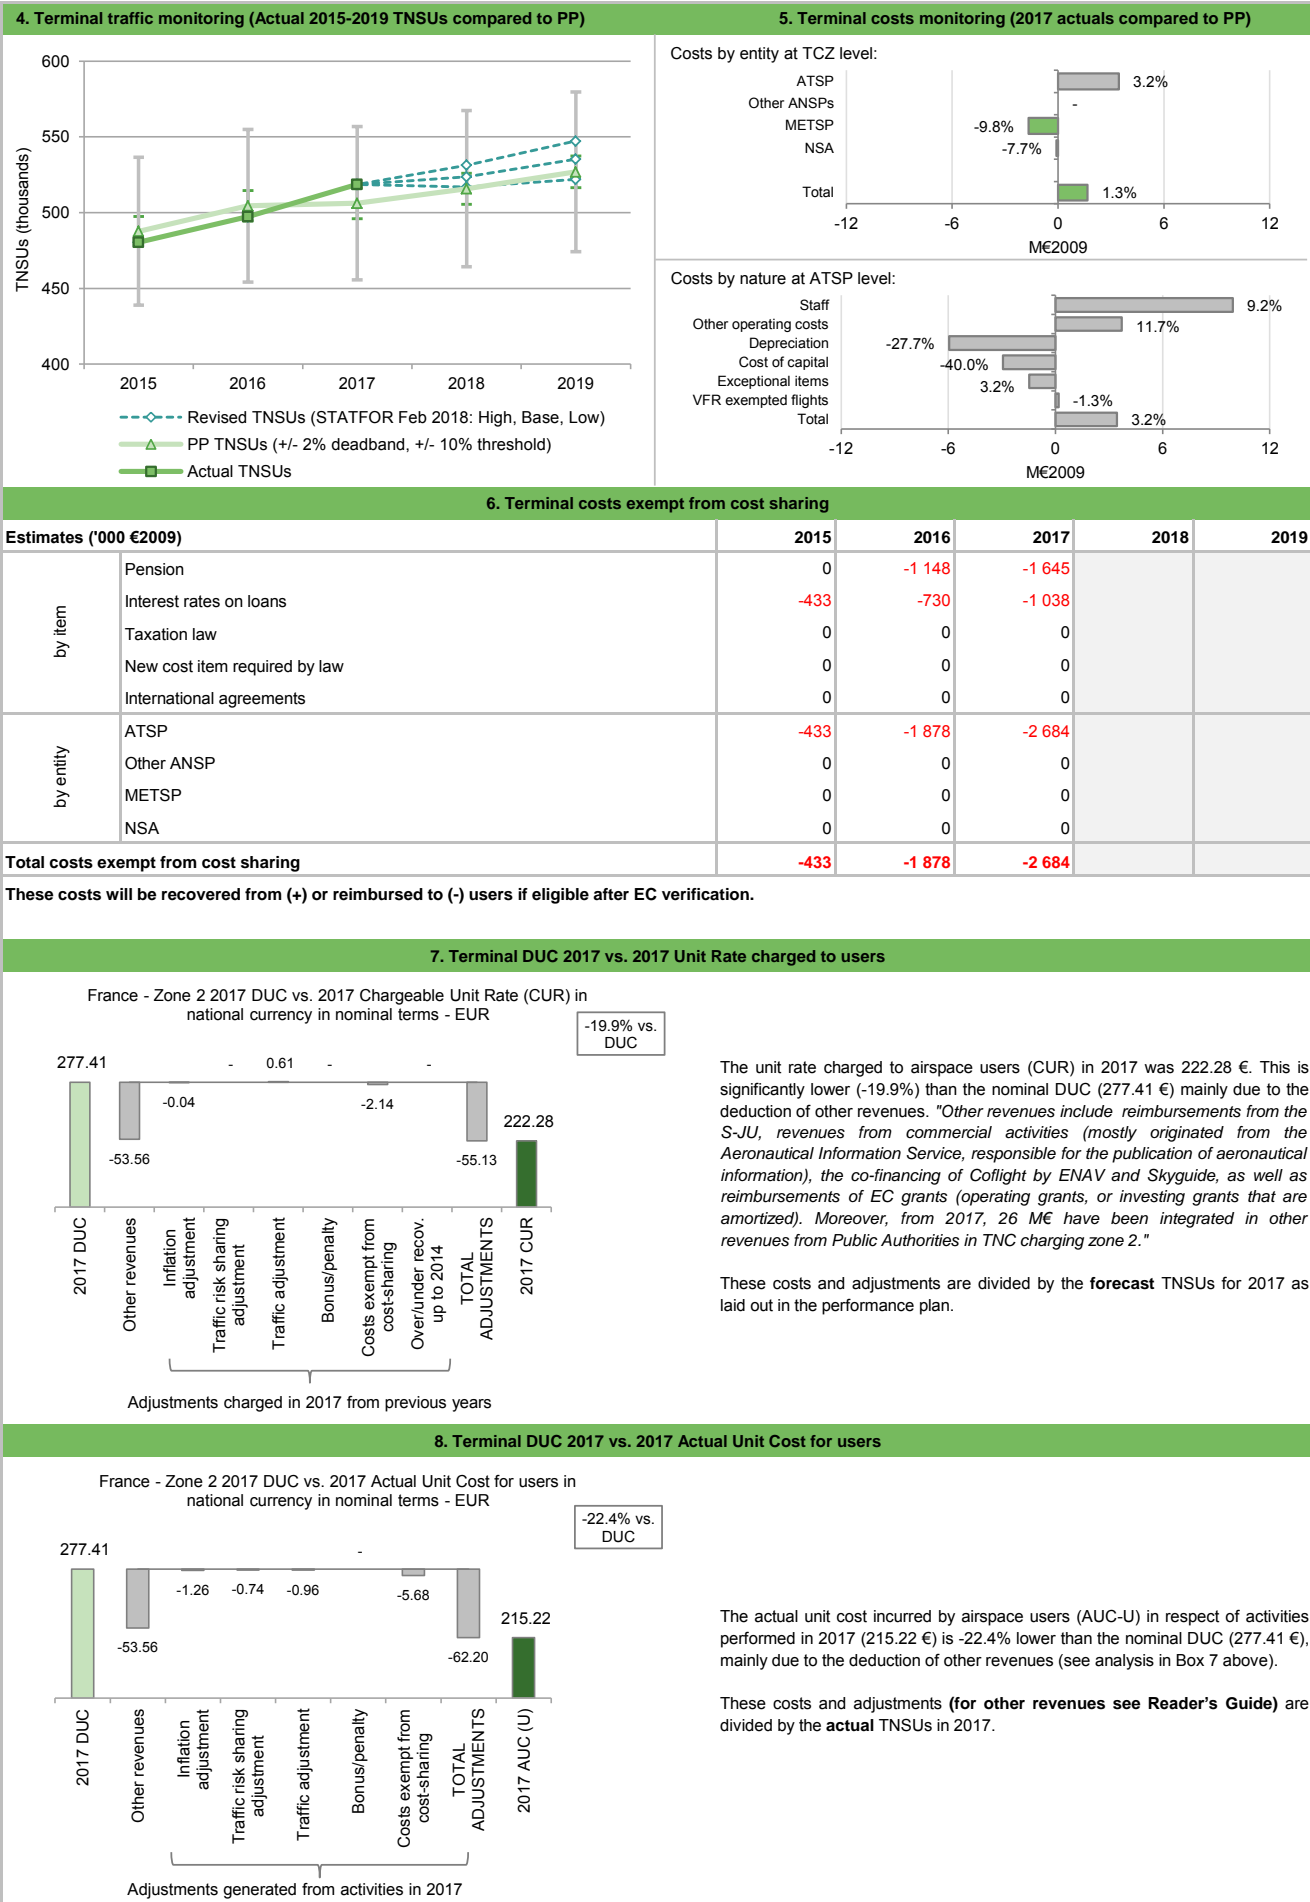 4. Terminal traffic monitoring (Actual 2015-2019 TNSUs compared to PP)
600
550
500
450
400
TNSUs (thousands)
2015 2016 2017 2018 2019
Revised TNSUs (STATFOR Feb 2018: High, Base, Low)
PP TNSUs (+/- 2% deadband, +/- 10% threshold)
Actual TNSUs
5. Terminal costs monitoring (2017 actuals compared to PP)
Costs by entity at TCZ level:
ATSP 3.2%
Other ANSPs -
METSP -9.8%
NSA -7.7%
Total 1.3%
-12 -6 0 6 12
M€2009
Costs by nature at ATSP level:
Staff 9.2%
Other operating costs 11.7%
Depreciation -27.7%
Cost of capital -40.0%
Exceptional items 3.2%
VFR exempted flights -1.3%
Total 3.2%
-12 -6 0 6 12
M€2009
6. Terminal costs exempt from cost sharing
Estimates ('000 €2009) 2015 2016 2017 2018 2019
by item
Pension 0 -1 148 -1 645
Interest rates on loans -433 -730 -1 038
Taxation law 0 0 0
New cost item required by law 0 0 0
International agreements 0 0 0
by entity
ATSP -433 -1 878 -2 684
Other ANSP 0 0 0
METSP 0 0 0
NSA 0 0 0
Total costs exempt from cost sharing -433 -1 878 -2 684
These costs will be recovered from (+) or reimbursed to (-) users if eligible after EC verification.
7. Terminal DUC 2017 vs. 2017 Unit Rate charged to users
France - Zone 2 2017 DUC vs. 2017 Chargeable Unit Rate (CUR) in
national currency in nominal terms - EUR
-19.9% vs.
DUC
277.41 -53.56 -0.04 - 0.61 - -2.14 - -55.13 222.28
2017 DUC
Other revenues
Inflation
adjustment
Traffic risk sharing
adjustment
Traffic adjustment
Bonus/penalty
Costs exempt from
cost-sharing
Over/under recov.
up to 2014
TOTAL
ADJUSTMENTS
2017 CUR
Adjustments charged in 2017 from previous years
The unit rate charged to airspace users (CUR) in 2017 was 222.28 €. This is
significantly lower (-19.9%) than the nominal DUC (277.41 €) mainly due to the
deduction of other revenues. "Other revenues include reimbursements from the
S-JU, revenues from commercial activities (mostly originated from the
Aeronautical Information Service, responsible for the publication of aeronautical
information), the co-financing of Coflight by ENAV and Skyguide, as well as
reimbursements of EC grants (operating grants, or investing grants that are
amortized). Moreover, from 2017, 26 M€ have been integrated in other
revenues from Public Authorities in TNC charging zone 2."
These costs and adjustments are divided by the forecast TNSUs for 2017 as
laid out in the performance plan.
8. Terminal DUC 2017 vs. 2017 Actual Unit Cost for users
France - Zone 2 2017 DUC vs. 2017 Actual Unit Cost for users in
national currency in nominal terms - EUR
-22.4% vs.
DUC
277.41 -53.56 -1.26 -0.74 -0.96 - -5.68 -62.20 215.22
2017 DUC
Other revenues
Inflation
adjustment
Traffic risk sharing
adjustment
Traffic adjustment
Bonus/penalty
Costs exempt from
cost-sharing
TOTAL
ADJUSTMENTS
2017 AUC (U)
Adjustments generated from activities in 2017
The actual unit cost incurred by airspace users (AUC-U) in respect of activities
performed in 2017 (215.22 €) is -22.4% lower than the nominal DUC (277.41 €),
mainly due to the deduction of other revenues (see analysis in Box 7 above).
These costs and adjustments (for other revenues see Reader's Guide) are
divided by the actual TNSUs in 2017.